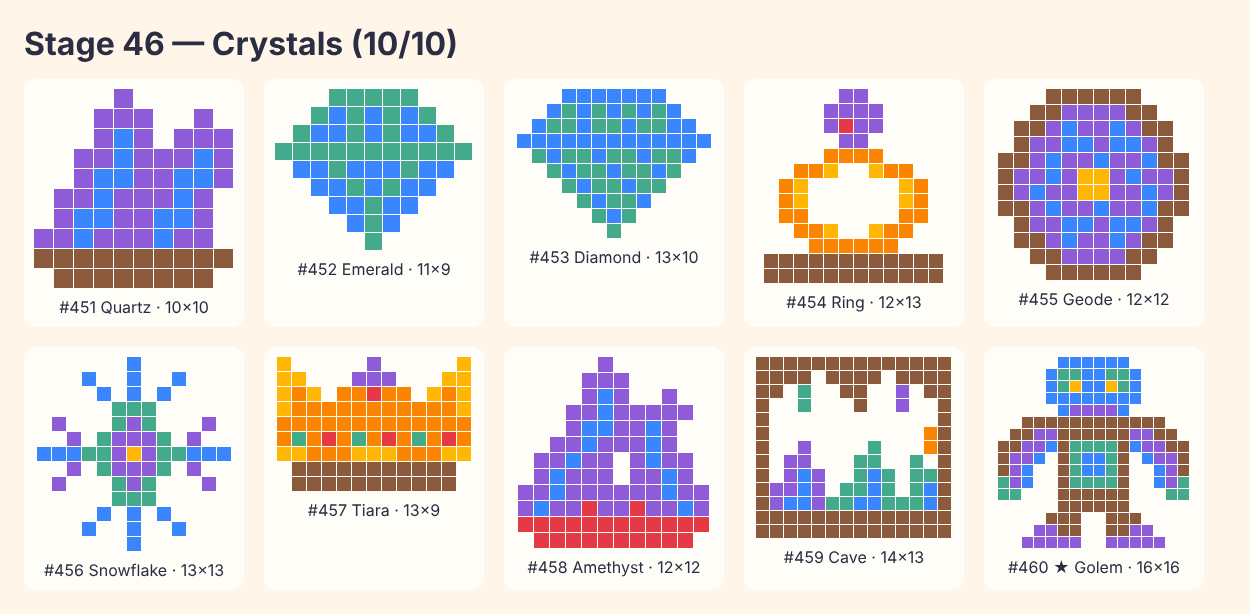 Stage 46 — Crystals (10/10)
#451 Quartz · 10×10
#452 Emerald · 11×9
#453 Diamond · 13×10
#454 Ring · 12×13
#455 Geode · 12×12
#456 Snowflake · 13×13
#457 Tiara · 13×9
#458 Amethyst · 12×12
#459 Cave · 14×13
#460 ★ Golem · 16×16